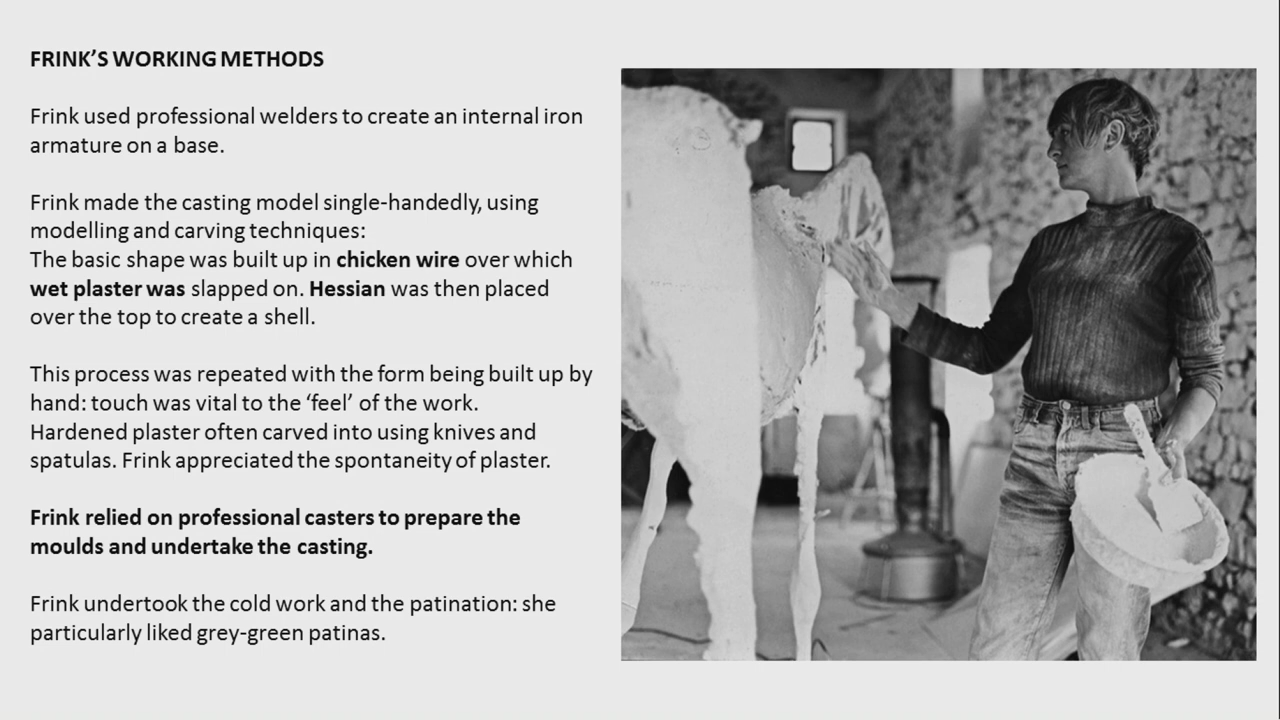 FRINK'S WORKING METHODS
Frink used professional welders to create an internal iron
armature on a base.
Frink made the casting model single-handedly, using
modelling and carving techniques:
The basic shape was built up in chicken wire over which
wet plaster was slapped on. Hessian was then placed
over the top to create a shell.
This process was repeated with the form being built up by
hand: touch was vital to the ‘feel’ of the work.
Hardened plaster often carved into using knives and
spatulas. Frink appreciated the spontaneity of plaster.
Frink relied on professional casters to prepare the
moulds and undertake the casting.
Frink undertook the cold work and the patination: she
particularly liked grey-green patinas.